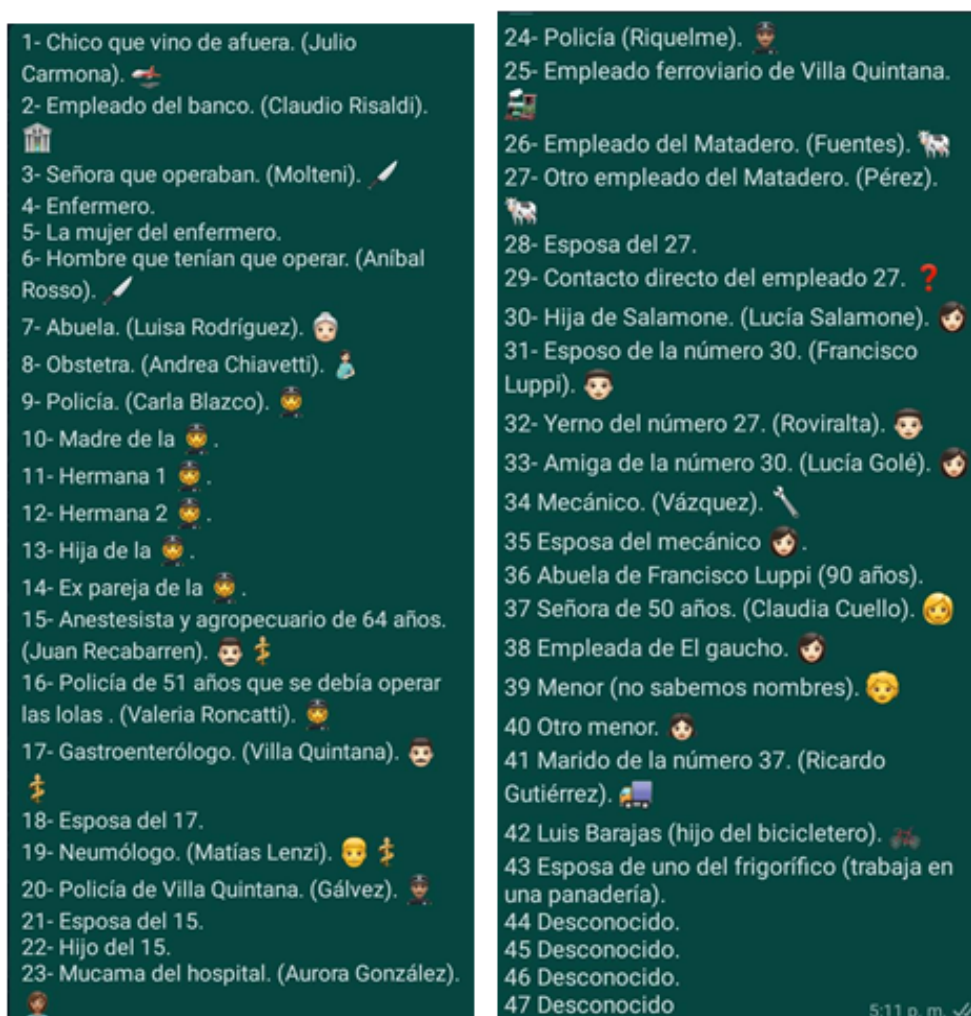 1- Chico que vino de afuera. (Julio
Carmona). 🛩️
2- Empleado del banco. (Claudio Risaldi).
🏦
3- Señora que operaban. (Molteni). 🔪
4- Enfermero.
5- La mujer del enfermero.
6- Hombre que tenían que operar. (Aníbal
Rosso). 🔪
7- Abuela. (Luisa Rodríguez). 👵🏻
8- Obstetra. (Andrea Chiavetti). 🤰🏻
9- Policía. (Carla Blazco). 👮‍♀️
10- Madre de la 👮‍♀️.
11- Hermana 1 👮‍♀️.
12- Hermana 2 👮‍♀️.
13- Hija de la 👮‍♀️.
14- Ex pareja de la 👮‍♀️.
15- Anestesista y agropecuario de 64 años.
(Juan Recabarren). 👨🏻 ⚕️
16- Policía de 51 años que se debía operar
las lolas . (Valeria Roncatti). 👮‍♀️
17- Gastroenterólogo. (Villa Quintana). 👨🏻
⚕️
18- Esposa del 17.
19- Neumólogo. (Matías Lenzi). 👱‍♂️ ⚕️
20- Policía de Villa Quintana. (Gálvez). 👮🏾‍♂️
21- Esposa del 15.
22- Hijo del 15.
23- Mucama del hospital. (Aurora González).
👩🏽
24- Policía (Riquelme). 👮🏾‍♂️
25- Empleado ferroviario de Villa Quintana.
🚂
26- Empleado del Matadero. (Fuentes). 🐄
27- Otro empleado del Matadero. (Pérez).
🐄
28- Esposa del 27.
29- Contacto directo del empleado 27. ❓
30- Hija de Salamone. (Lucía Salamone). 👩🏻
31- Esposo de la número 30. (Francisco
Luppi). 👨🏻
32- Yerno del número 27. (Roviralta). 👨🏻
33- Amiga de la número 30. (Lucía Golé). 👩🏻
34 Mecánico. (Vázquez). 🔧
35 Esposa del mecánico 👩🏻.
36 Abuela de Francisco Luppi (90 años).
37 Señora de 50 años. (Claudia Cuello). 👩
38 Empleada de El gaucho. 👩🏻
39 Menor (no sabemos nombres). 👦
40 Otro menor. 👧🏻
41 Marido de la número 37. (Ricardo
Gutiérrez). 🚚
42 Luis Barajas (hijo del bicicletero). 🚲
43 Esposa de uno del frigorífico (trabaja en
una panadería).
44 Desconocido.
45 Desconocido.
46 Desconocido.
47 Desconocido
5:11 p. m. ✓